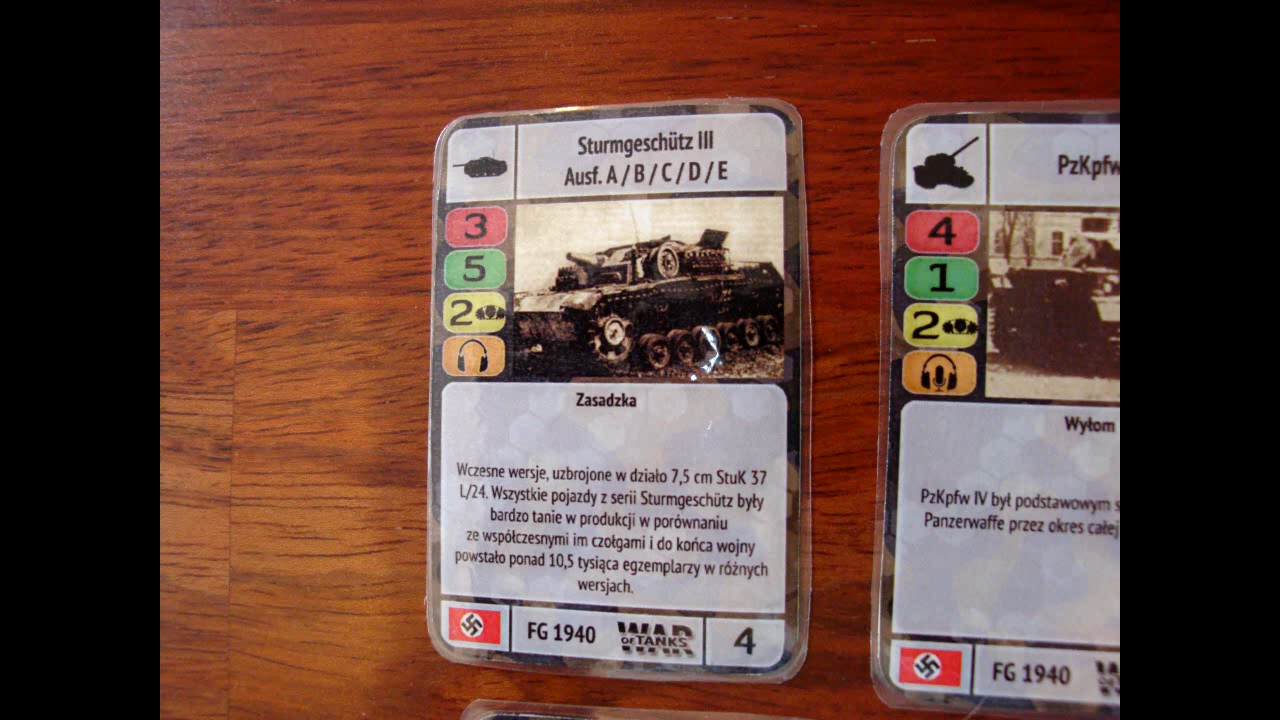 Sturmgeschütz III
Ausf. A / B / C / D / E
3
5
2
Zasadzka
Wczesne wersje, uzbrojone w działo 7,5 cm StuK 37
L/24. Wszystkie pojazdy z serii Sturmgeschütz były
bardzo tanie w produkcji w porównaniu
ze współczesnymi im czołgami i do końca wojny
powstało ponad 10,5 tysiąca egzemplarzy w różnych
wersjach.
FG 1940
WAR
OF TANKS
4
PzKpfw
4
1
2
Wyłom
PzKpfw IV był podstawowym
Panzerwaffe przez okres całej
FG 1940